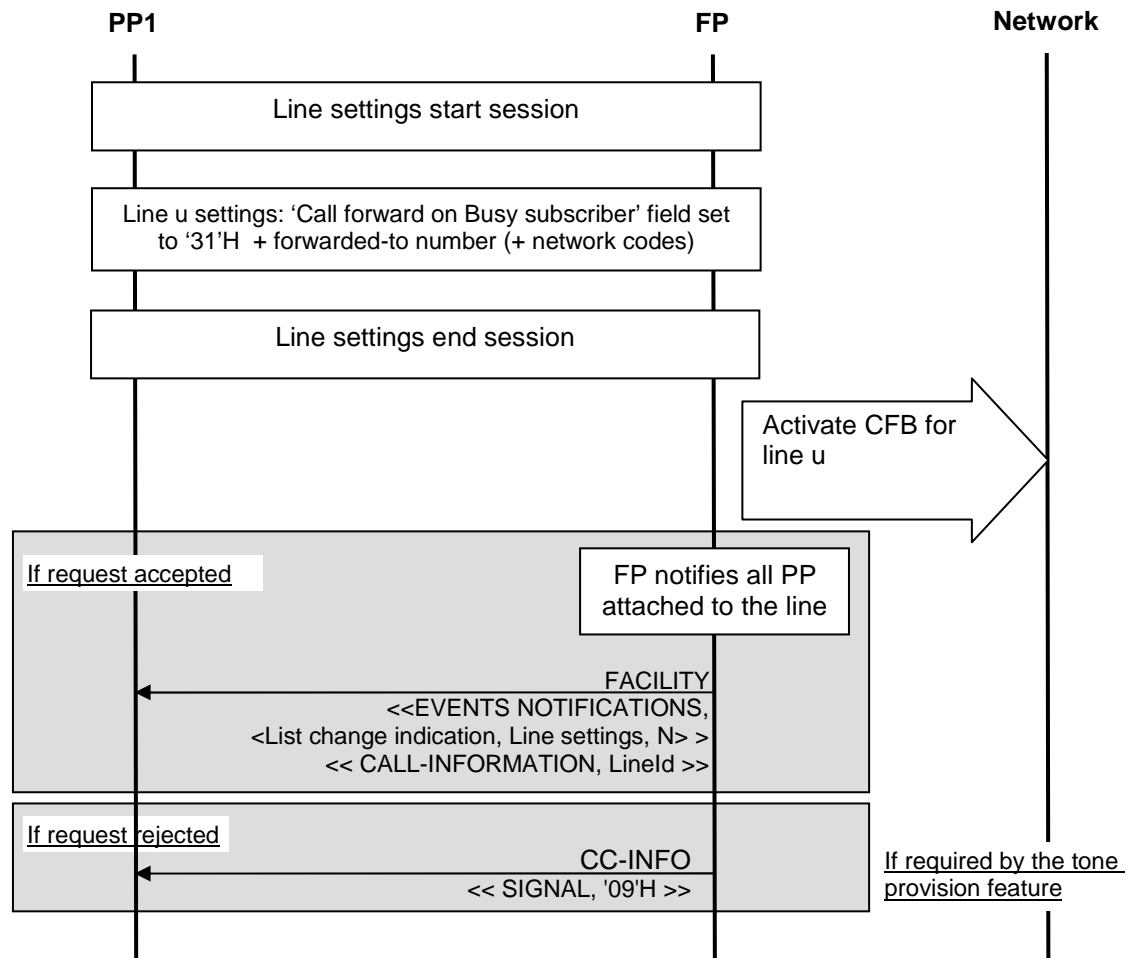 PP1
FP
Network
Line settings start session
Line u settings: ‘Call forward on Busy subscriber’ field set
to ‘31’H + forwarded-to number (+ network codes)
Line settings end session
Activate CFB for
line u
If request accepted
FP notifies all PP
attached to the line
FACILITY
<<EVENTS NOTIFICATIONS,
<List change indication, Line settings, N> >
<< CALL-INFORMATION, LineId >>
If request rejected
CC-INFO
<< SIGNAL, '09'H >>
If required by the tone
provision feature